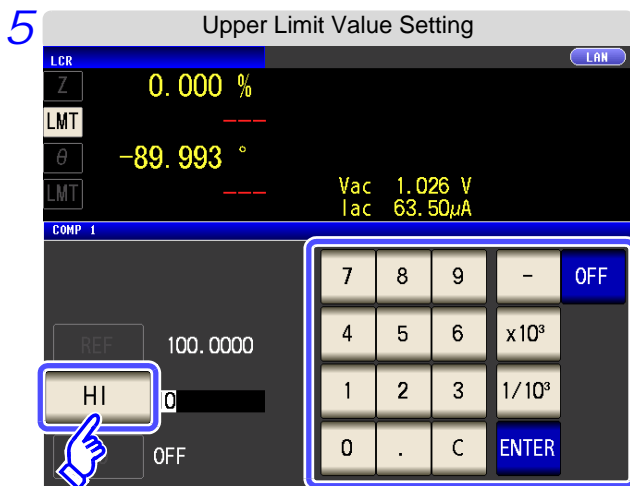 5 Upper Limit Value Setting
LCR LAN
Z 0.000 %
LMT ---
θ -89.993 °
LMT --- Vac 1.026 V
Iac 63.50μA
COMP 1
7 8 9 - OFF
REF 100.0000 4 5 6 x10³
HI 0 1 2 3 1/10³
OFF 0 . C ENTER